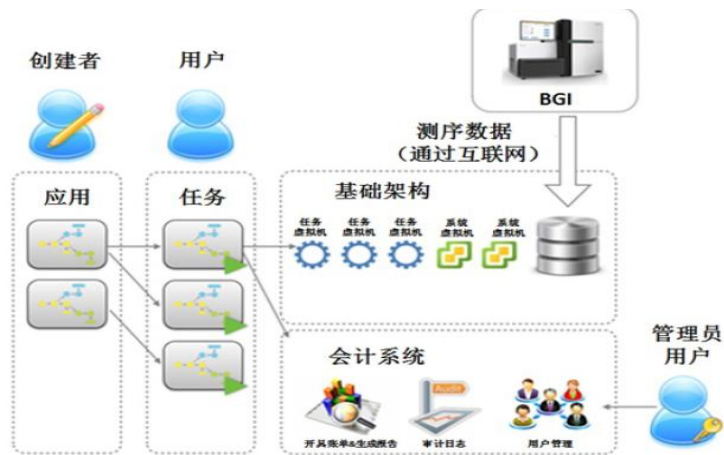 创建者
用户
BGI
测序数据
（通过互联网）
应用
任务
基础架构
任务
虚拟机
任务
虚拟机
任务
虚拟机
系统
虚拟机
系统
虚拟机
会计系统
管理员
用户
Audit
开具账单&生成报告
审计日志
用户管理